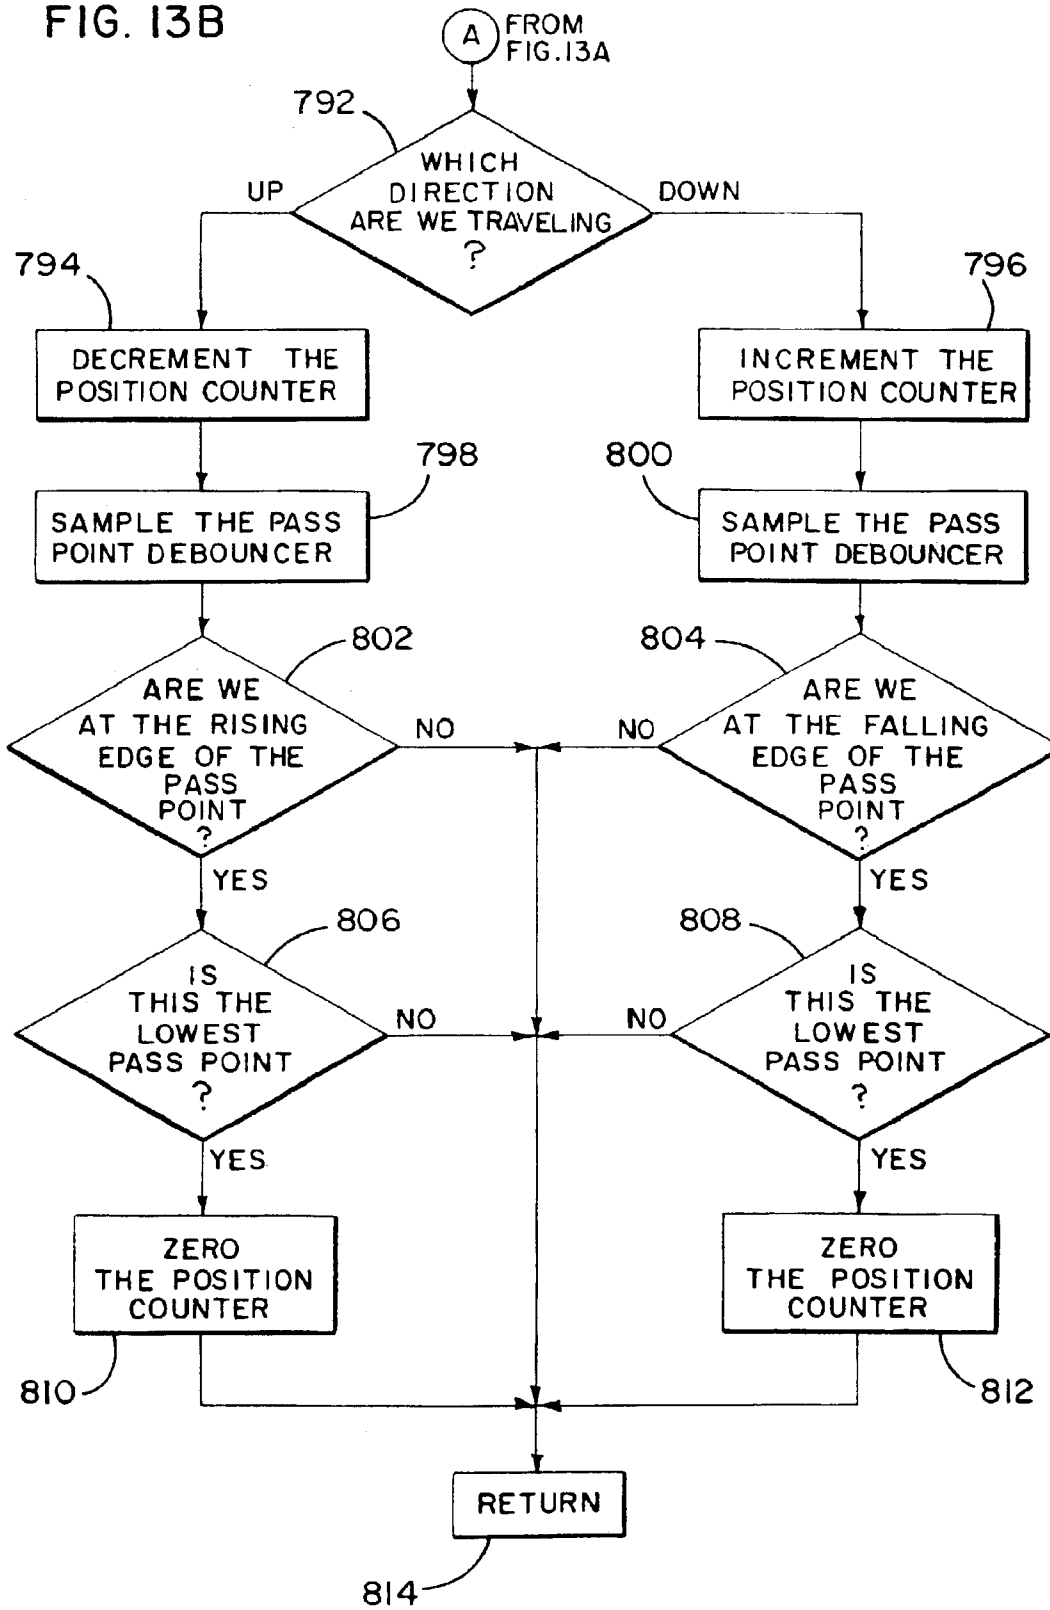 FIG. 13B
A
FROM
FIG. 13A
792
WHICH
DIRECTION
ARE WE TRAVELING
?
UP
DOWN
794
796
DECREMENT THE
POSITION COUNTER
INCREMENT THE
POSITION COUNTER
798
800
SAMPLE THE PASS
POINT DEBOUNCER
SAMPLE THE PASS
POINT DEBOUNCER
802
804
ARE WE
AT THE RISING
EDGE OF THE
PASS
POINT
?
NO
NO
ARE WE
AT THE FALLING
EDGE OF THE
PASS
POINT
?
YES
YES
806
808
IS
THIS THE
LOWEST
PASS POINT
?
NO
NO
IS
THIS THE
LOWEST
PASS POINT
?
YES
YES
ZERO
THE POSITION
COUNTER
ZERO
THE POSITION
COUNTER
810
812
RETURN
814